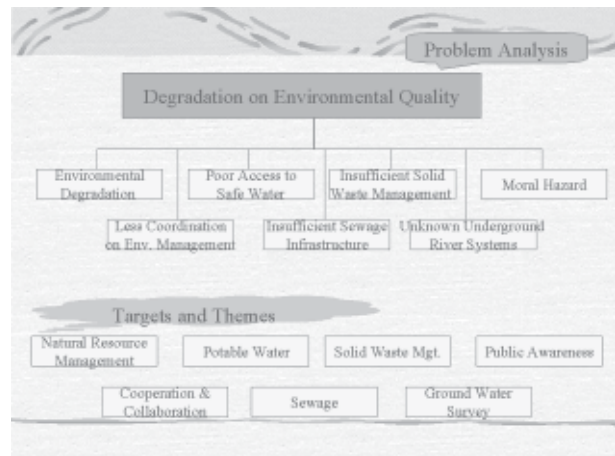 Problem Analysis
Degradation on Environmental Quality
Environmental
Degradation
Poor Access to
Safe Water
Insufficient Solid
Waste Management
Moral Hazard
Less Coordination
on Env. Management
Insufficient Sewage
Infrastructure
Unknown Underground
River Systems
Targets and Themes
Natural Resource
Management
Potable Water
Solid Waste Mgt.
Public Awareness
Cooperation &
Collaboration
Sewage
Ground Water
Survey